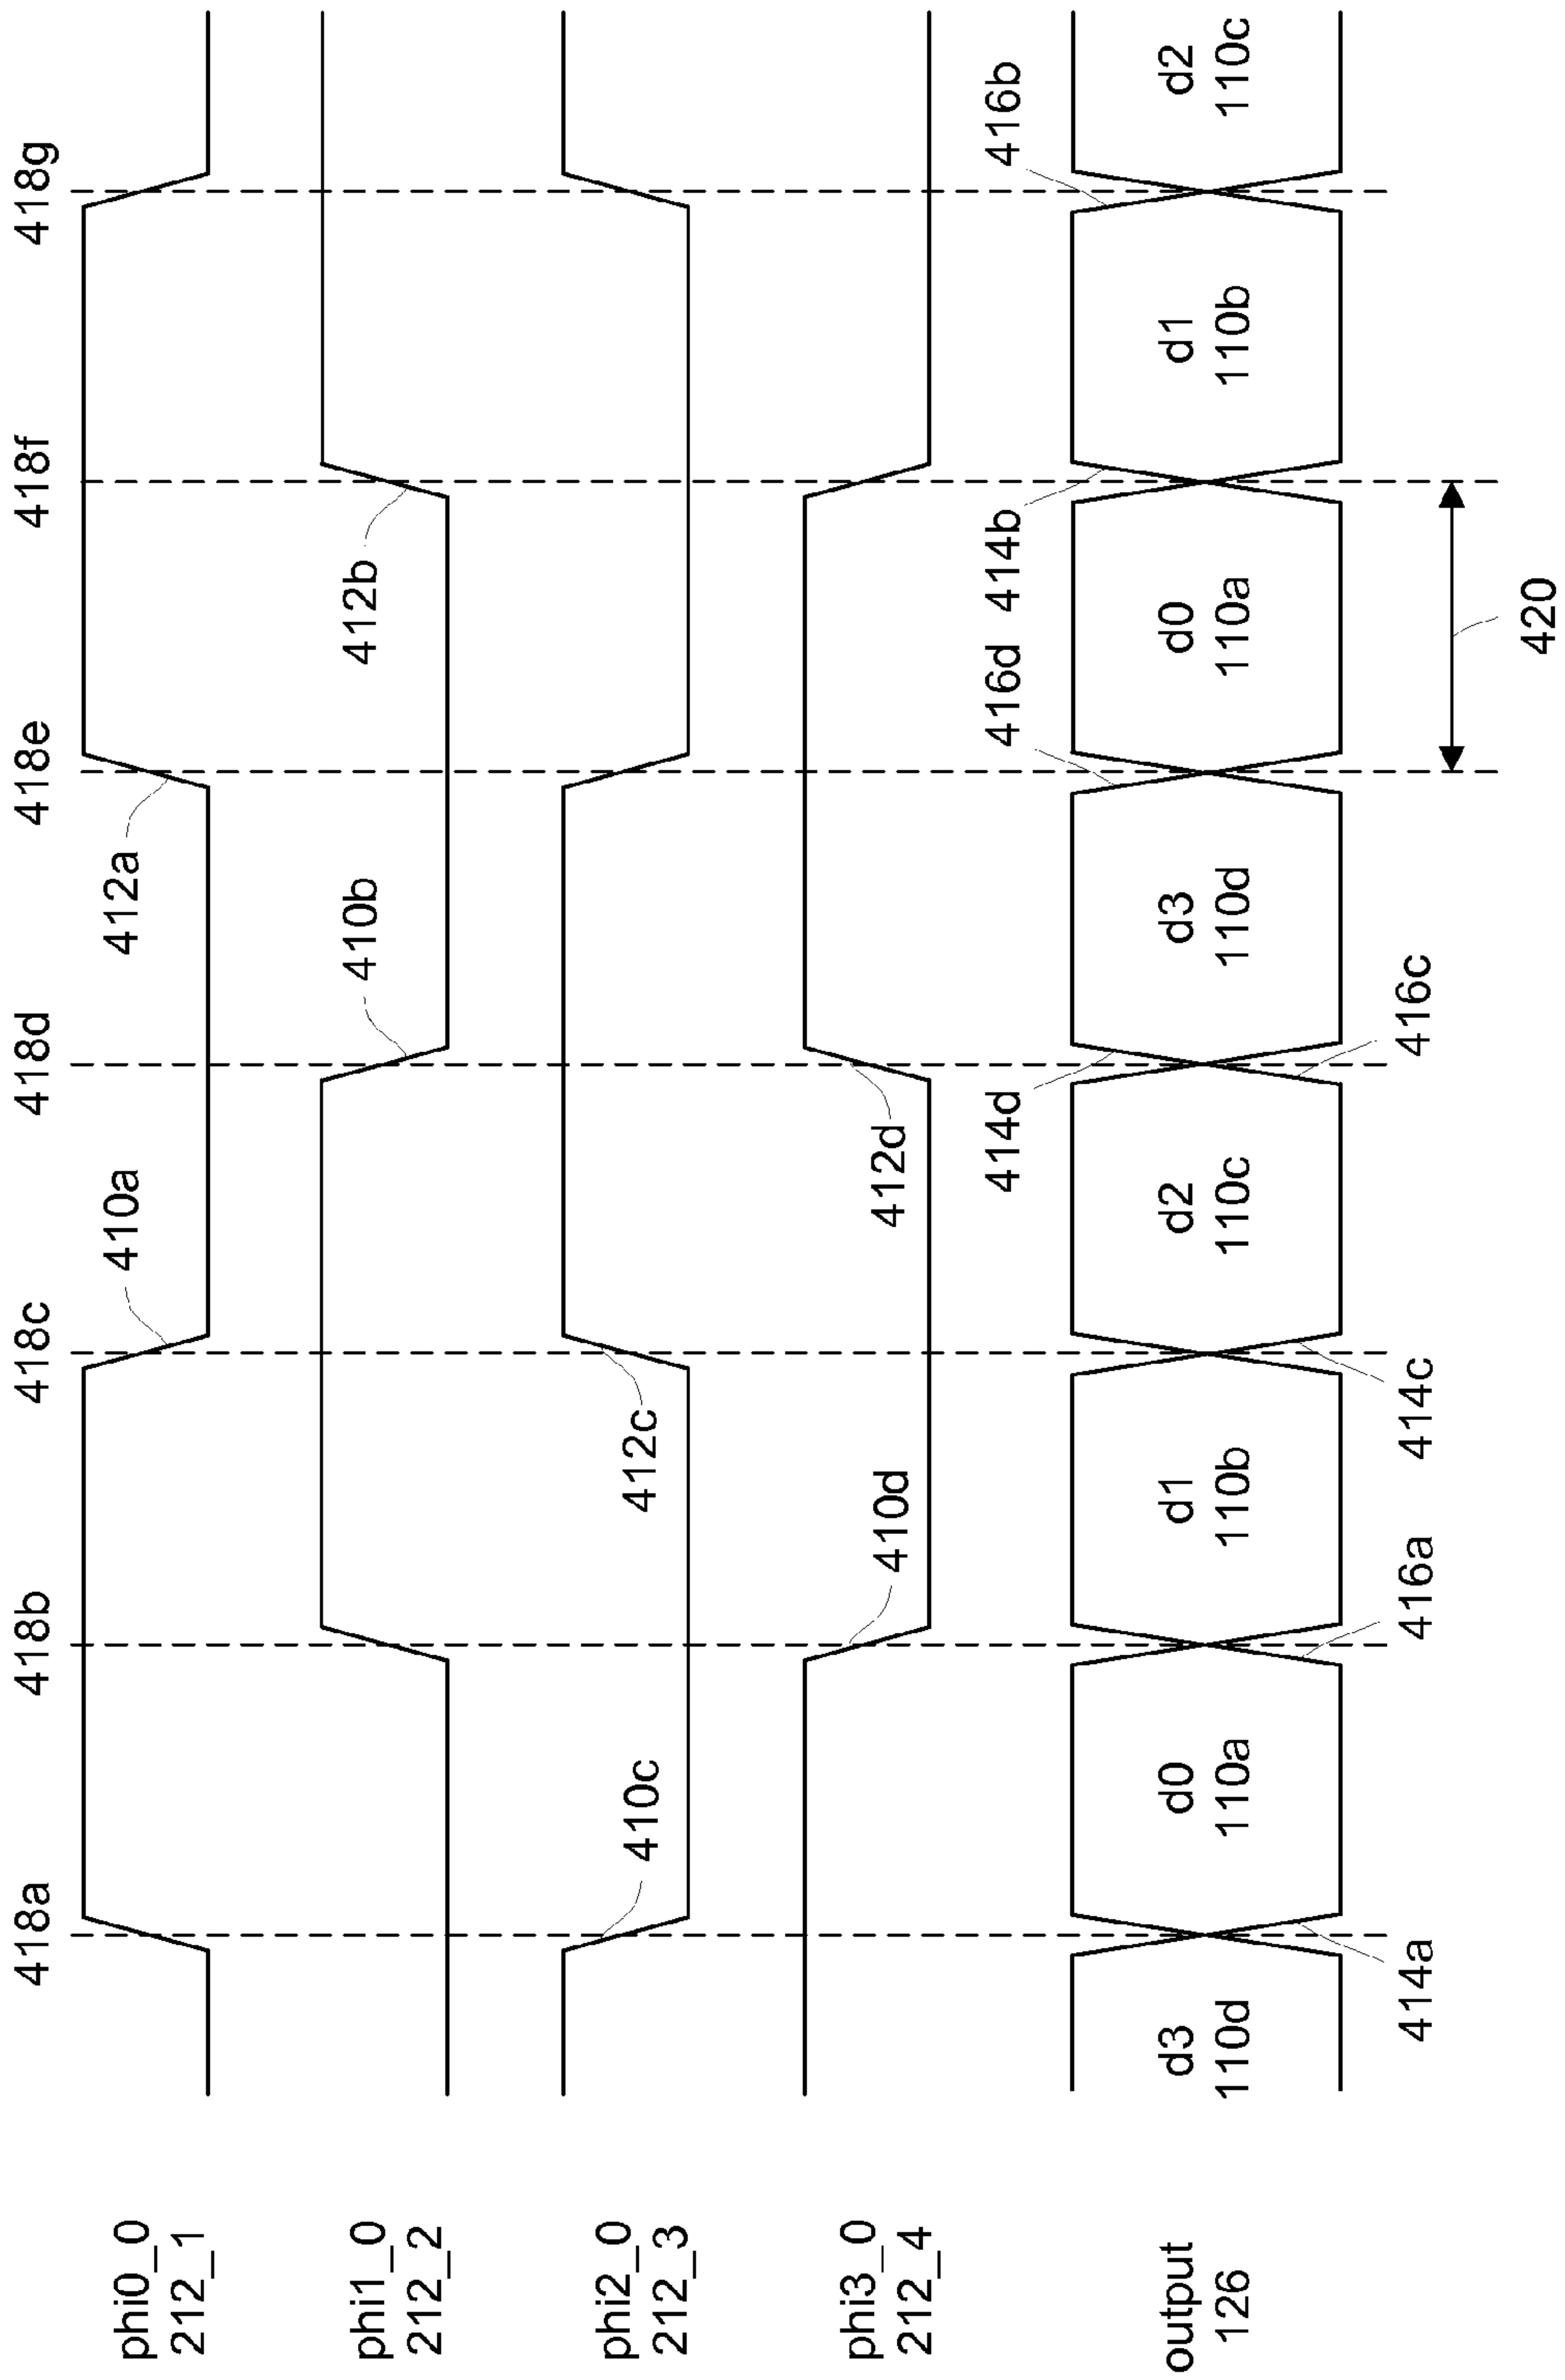 418a
418b
418c
418d
418e
418f
418g
phi0_0
212_1
410a
412a
phi1_0
212_2
410b
412b
phi2_0
212_3
410c
412c
phi3_0
212_4
410d
412d
414d
416d
414b
416b
output
126
d3
110d
d0
110a
d1
110b
d2
110c
d3
110d
d0
110a
d1
110b
d2
110c
414a
416a
414c
416c
420